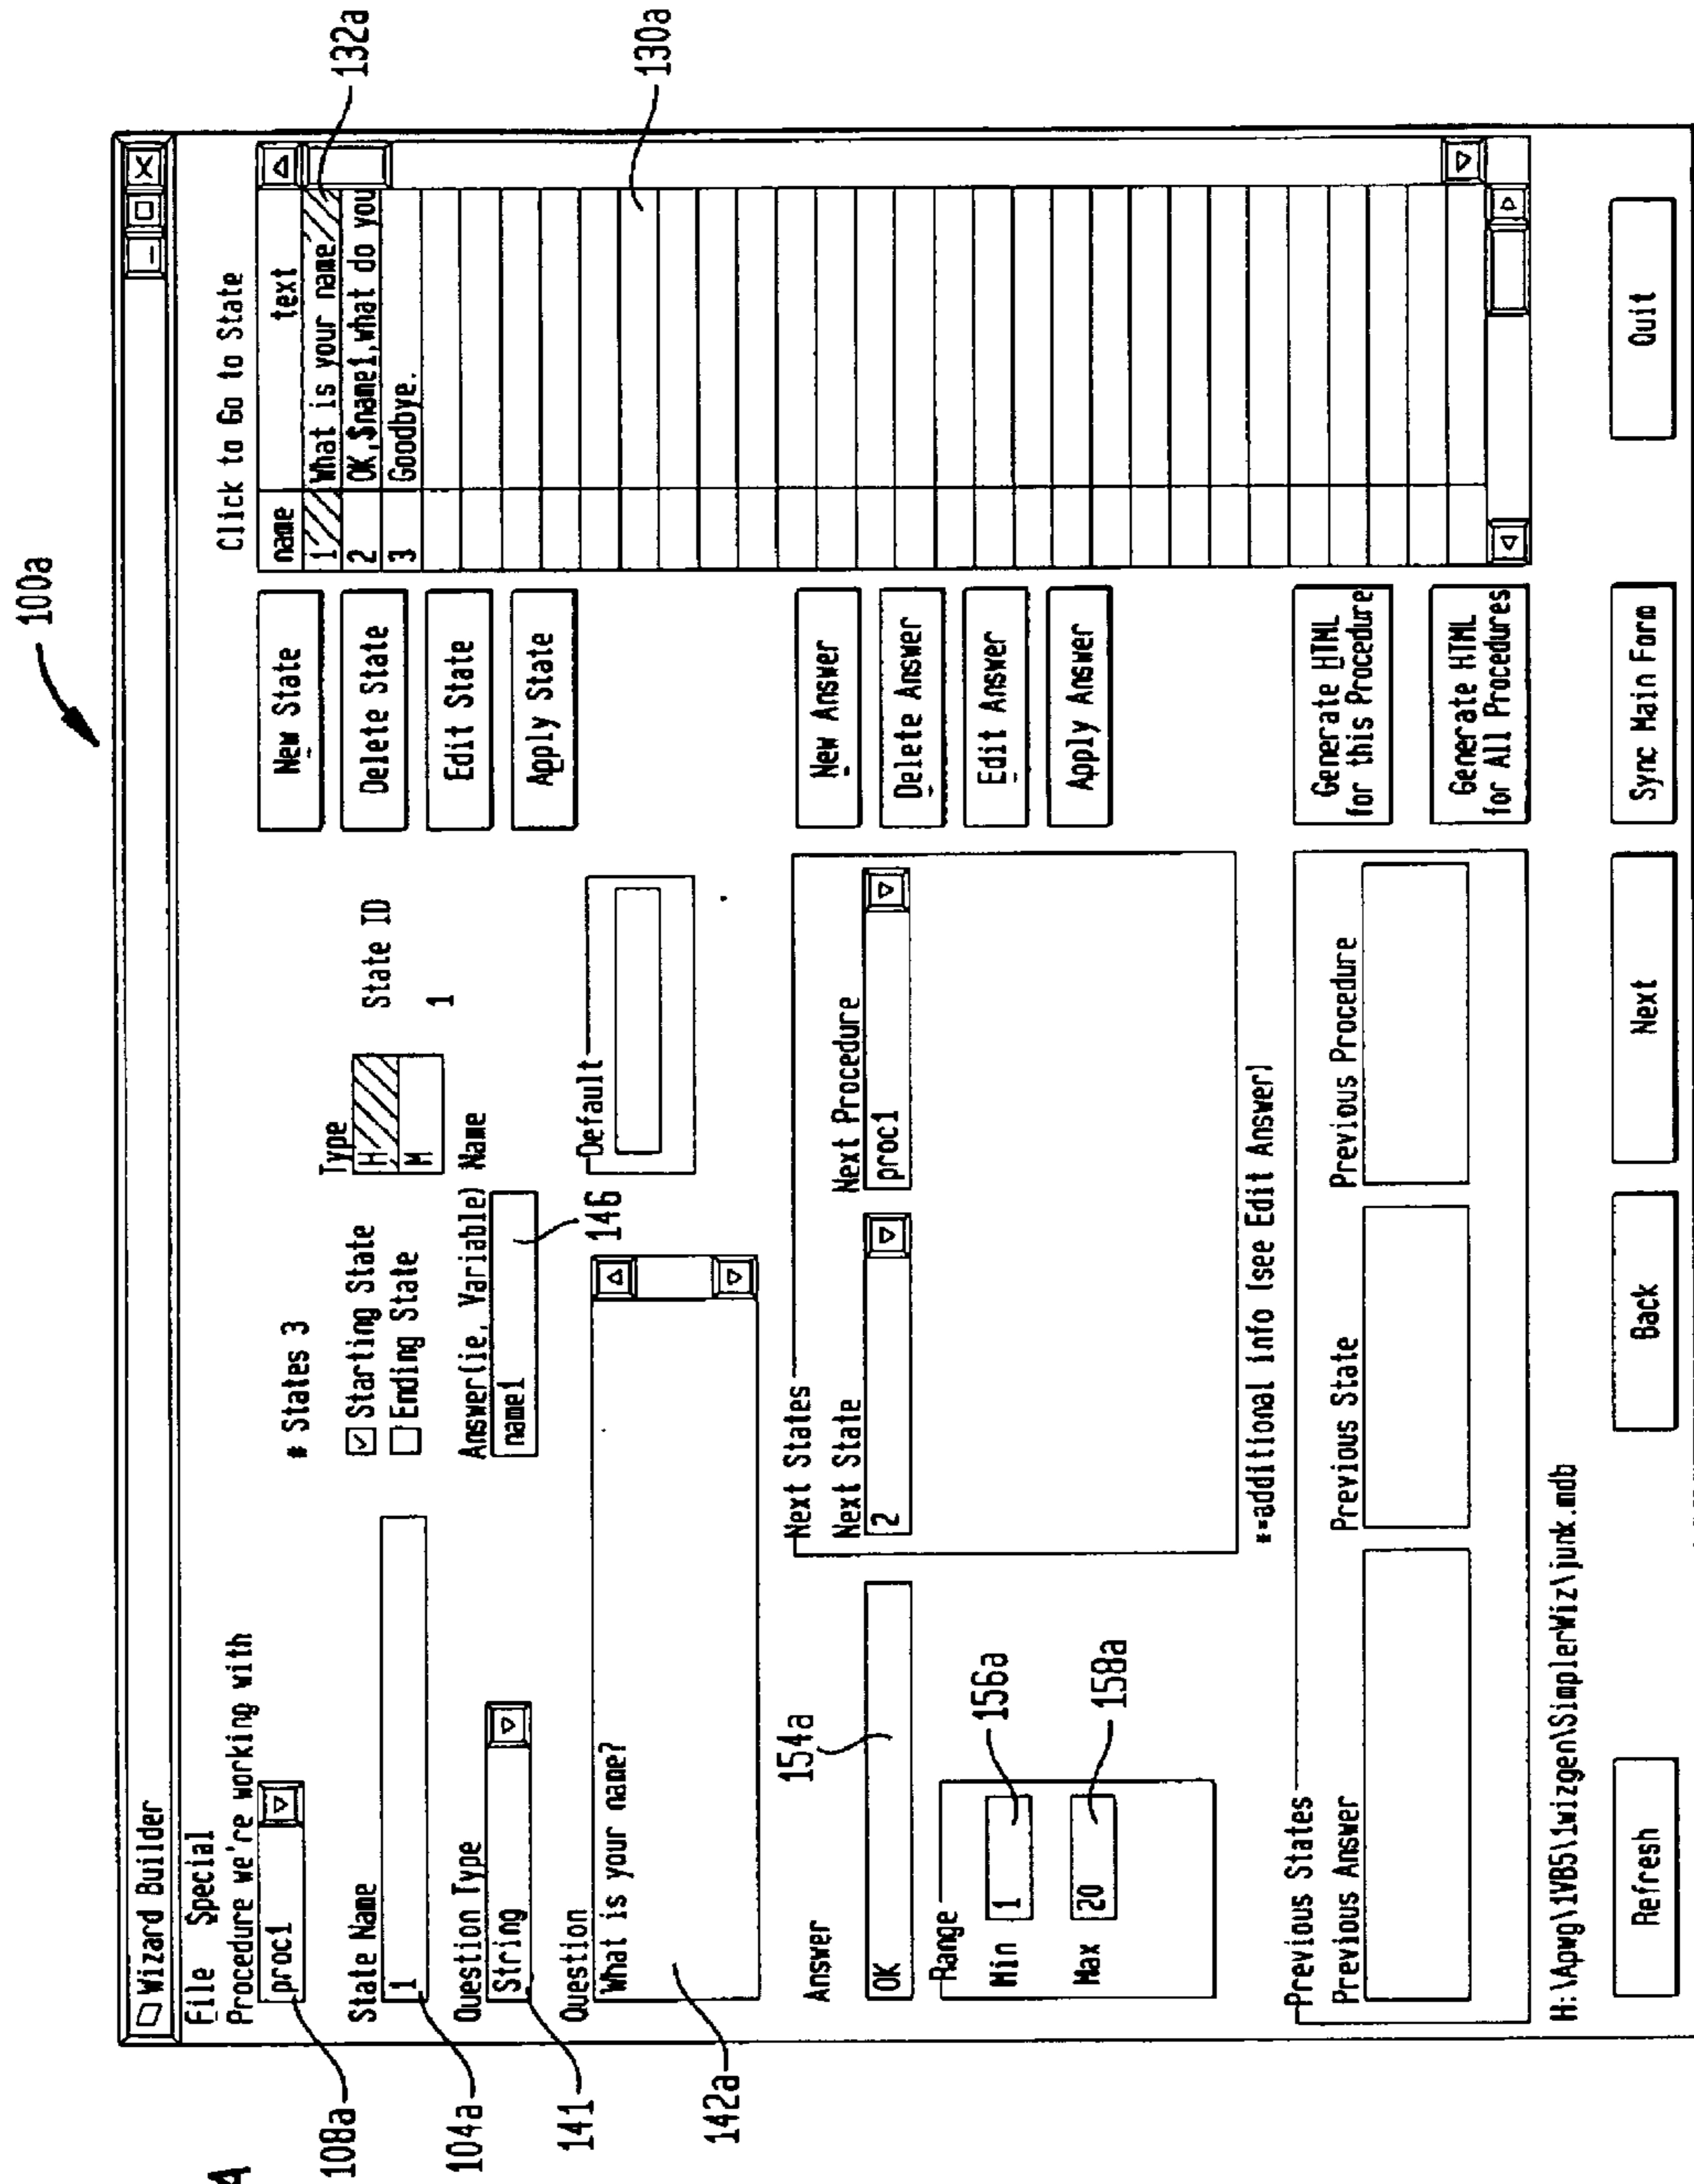 100a
Wizard Builder
File Special
Procedure we're working with
proc1
108a
# States 3
State Name
1
104a
Starting State
Ending State
Type
H
M
State ID
1
Question Type
String
141
Answer(ie, Variable) Name
name1
146
Question
What is your name?
142a
Default
New State
Delete State
Edit State
Apply State
Click to Go to State
name text
1 What is your name
2 OK,$name1,what do you
3 Goodbye.
132a
130a
Answer
OK
154a
Range
Min 1
156a
Max 20
158a
Next States
Next State
2
Next Procedure
proc1
**additional info (see Edit Answer)
New Answer
Delete Answer
Edit Answer
Apply Answer
Previous States
Previous Answer
Previous State
Previous Procedure
Generate HTML
for this Procedure
Generate HTML
for All Procedures
H:\Apwg\1VB5\1wizgen\SimplerWiz\junk.mdb
Refresh
Back
Next
Sync Main Form
Quit